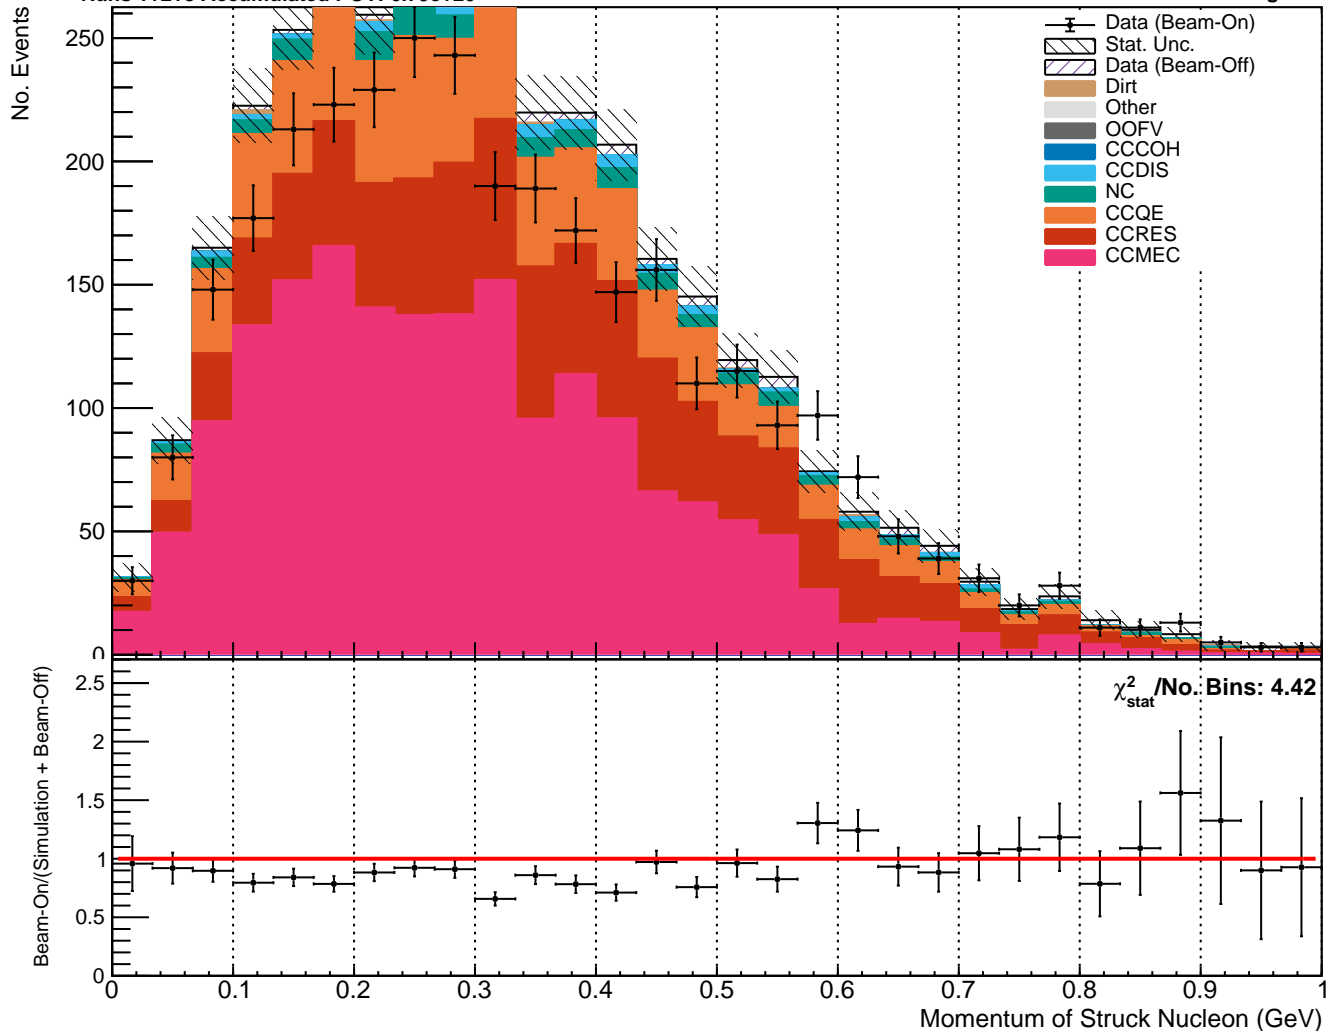 No. Events
250
200
150
100
50
0
Data (Beam-On)
Stat. Unc.
Data (Beam-Off)
Dirt
Other
OOFV
CCCOH
CCDIS
NC
CCQE
CCRES
CCMEC
Beam-On/(Simulation + Beam-Off)
2.5
2
1.5
1
0.5
0
χ²stat/No. Bins: 4.42
0 0.1 0.2 0.3 0.4 0.5 0.6 0.7 0.8 0.9 1
Momentum of Struck Nucleon (GeV)